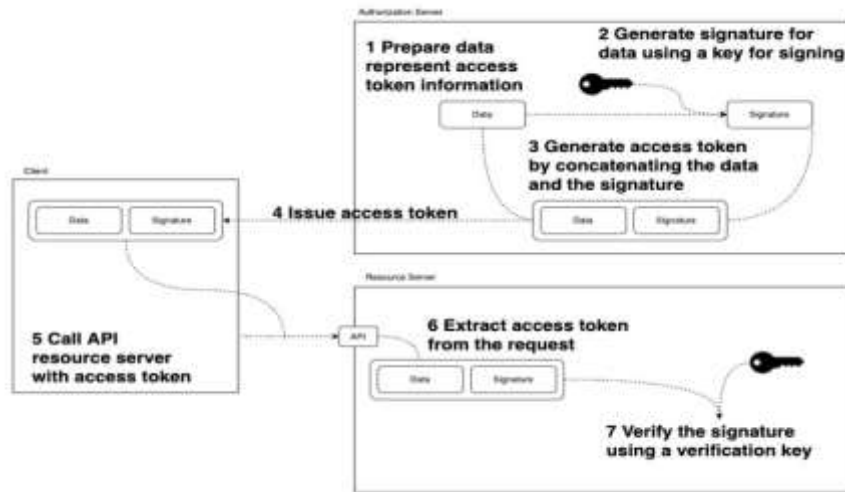 Authorization Server
1 Prepare data
represent access
token information
2 Generate signature for
data using a key for signing
Data
Signature
3 Generate access token
by concatenating the data
and the signature
Data
Signature
Client
Data
Signature
4 Issue access token
5 Call API
resource server
with access token
Resource Server
API
6 Extract access token
from the request
Data
Signature
7 Verify the signature
using a verification key